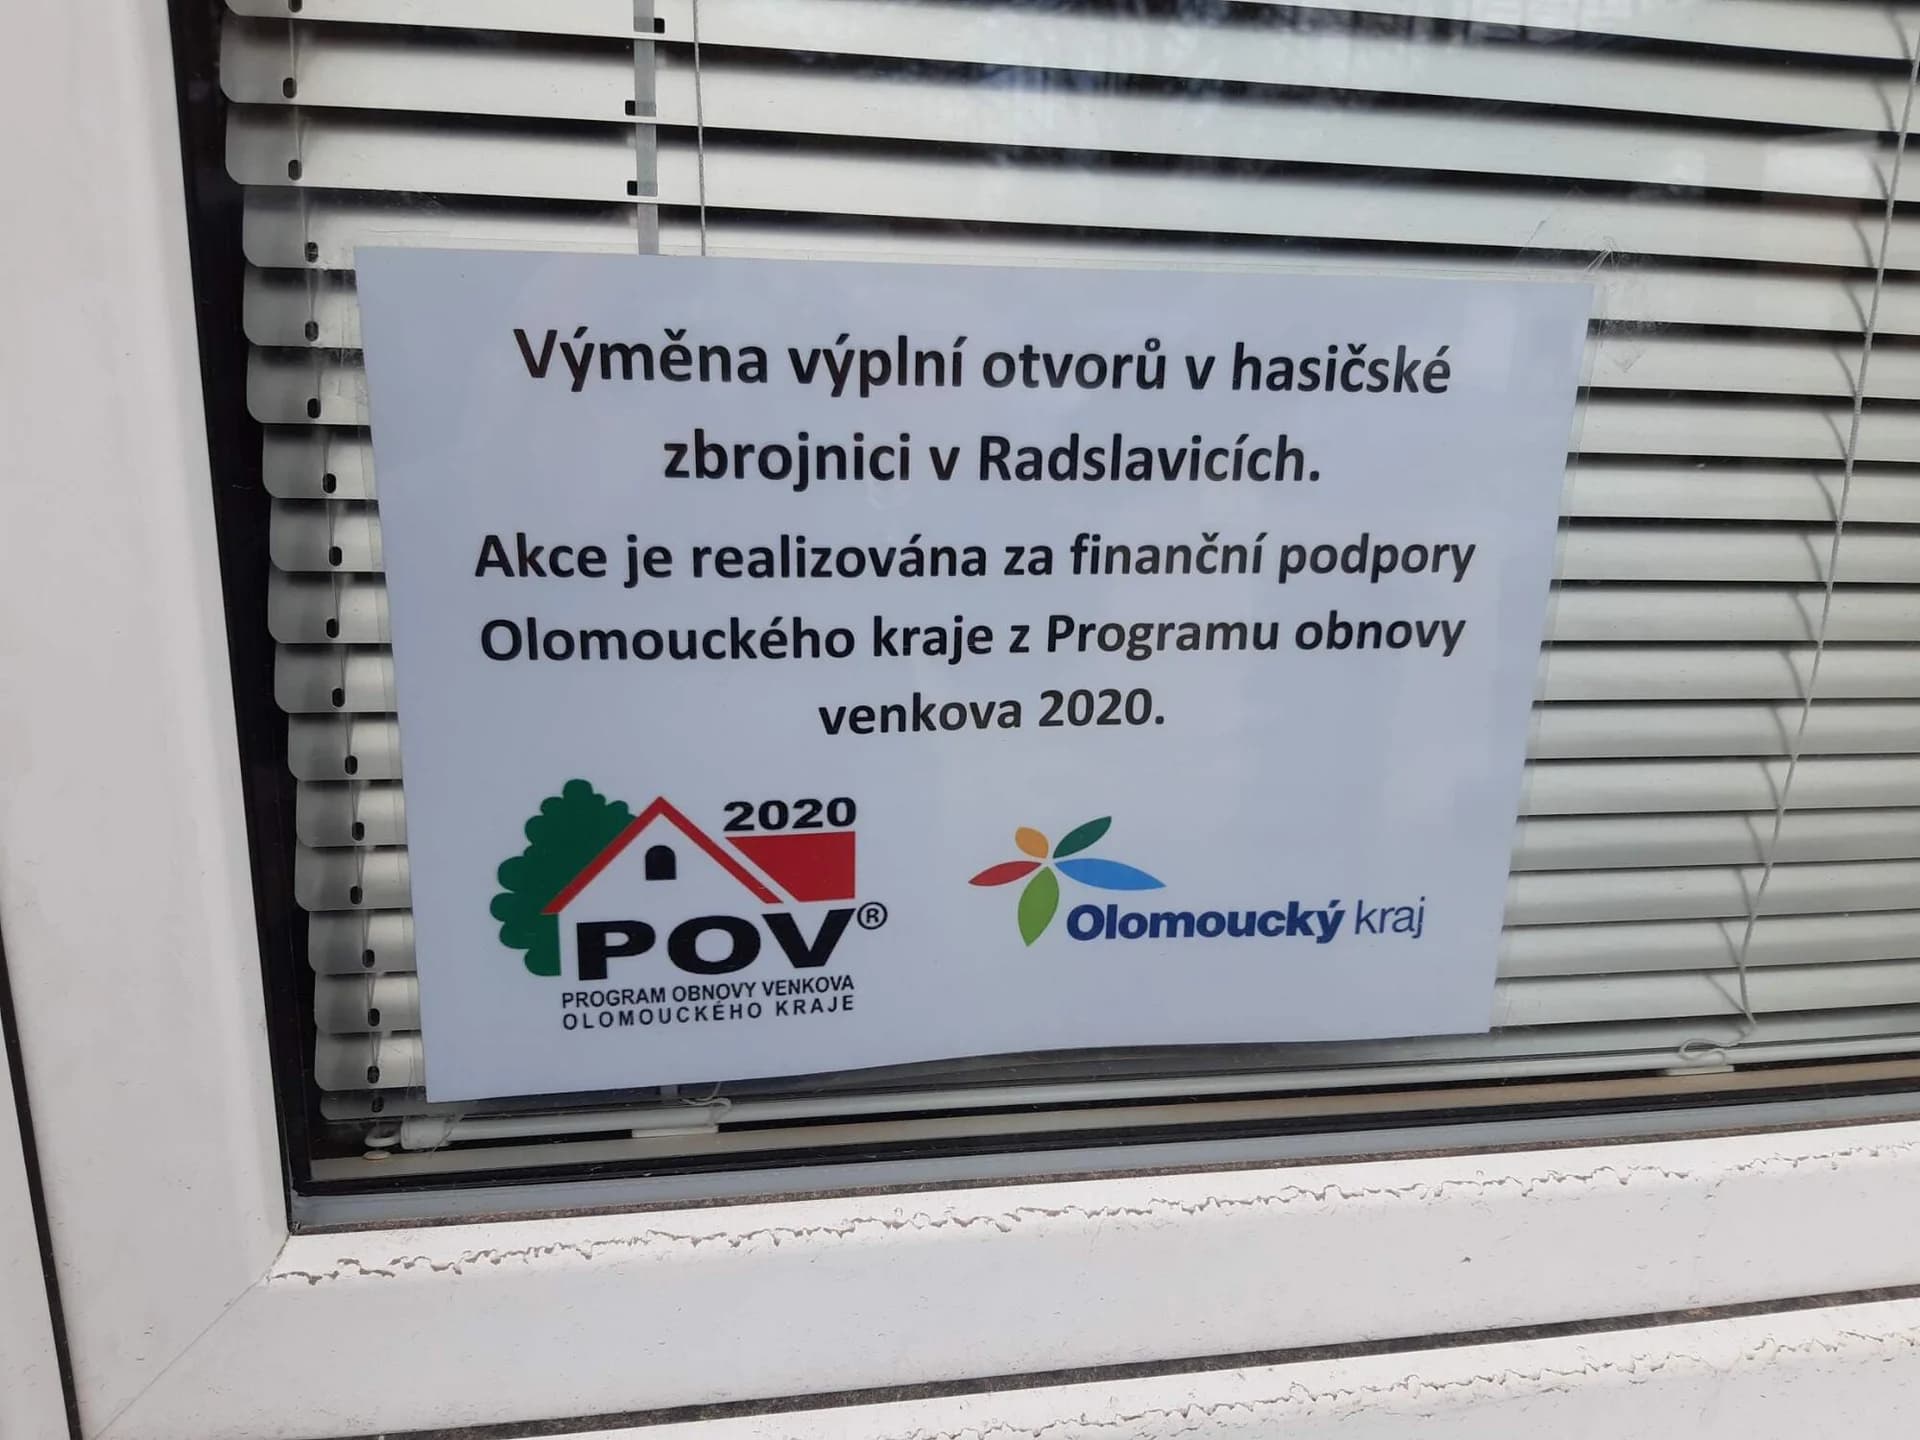 Výměna výplní otvorů v hasičské
zbrojnici v Radslavicích.
Akce je realizována za finanční podpory
Olomouckého kraje z Programu obnovy
venkova 2020.
2020
POV®
PROGRAM OBNOVY VENKOVA
OLOMOUCKÉHO KRAJE
Olomoucký kraj